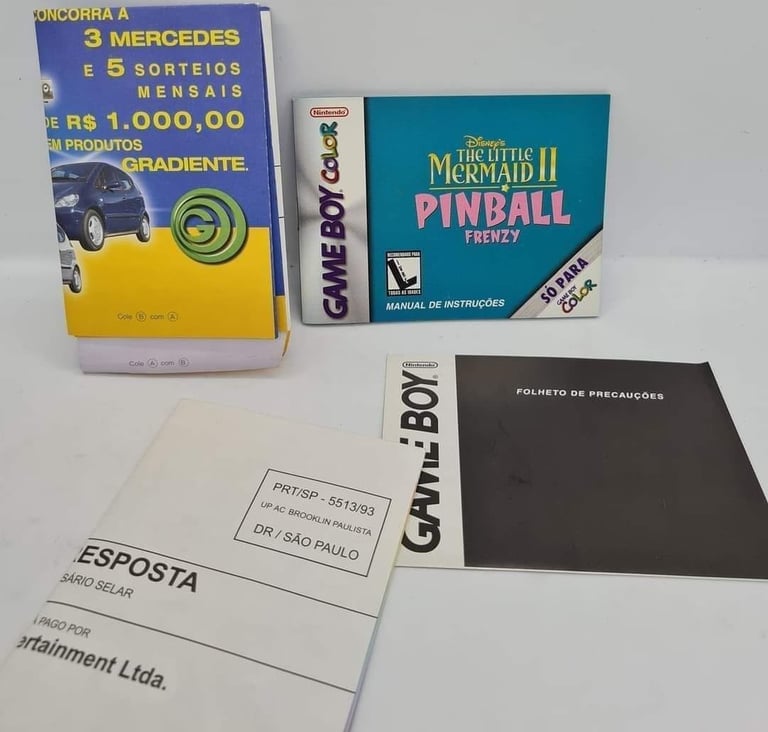 CONCORRA A
3 MERCEDES
E 5 SORTEIOS
MENSAIS
DE R$ 1.000,00
EM PRODUTOS
GRADIENTE.
G
Cole B com A
Cole A com B
Nintendo
GAME BOY COLOR
Disney's
THE LITTLE
MERMAID II
PINBALL
FRENZY
RECOMENDADO PARA
L
TODAS AS IDADES
MANUAL DE INSTRUÇÕES
SÓ PARA
GAME BOY
COLOR
Nintendo
GAME BOY
FOLHETO DE PRECAUÇÕES
PRT/SP - 5513/93
UP AC BROOKLIN PAULISTA
DR / SÃO PAULO
ESPOSTA
SÁRIO SELAR
PAGO POR
ertainment Ltda.